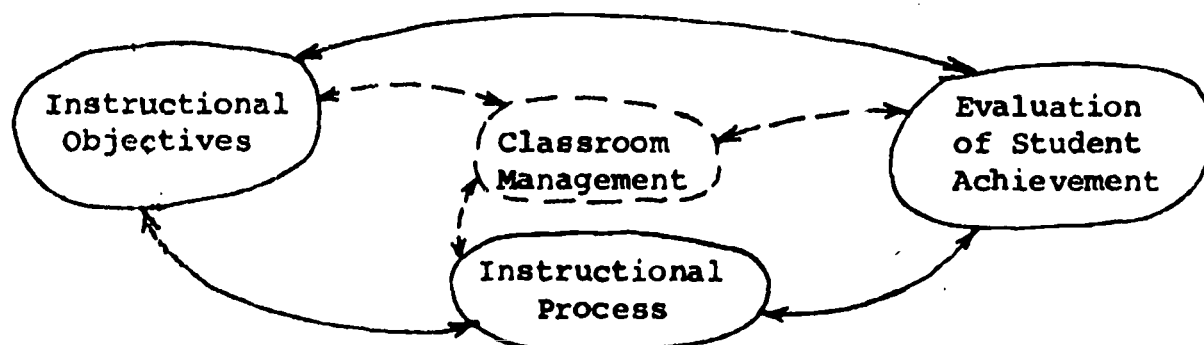 Instructional
Objectives
Classroom
Management
Evaluation
of Student
Achievement
Instructional
Process